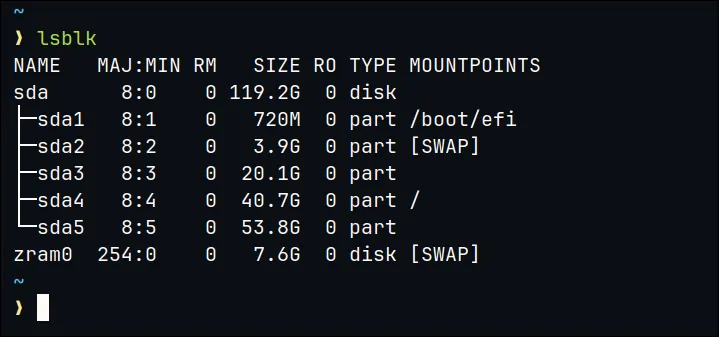 ~
❯ lsblk
NAME   MAJ:MIN RM   SIZE RO TYPE MOUNTPOINTS
sda      8:0    0 119.2G  0 disk
├─sda1   8:1    0   720M  0 part /boot/efi
├─sda2   8:2    0   3.9G  0 part [SWAP]
├─sda3   8:3    0  20.1G  0 part
├─sda4   8:4    0  40.7G  0 part /
└─sda5   8:5    0  53.8G  0 part
zram0  254:0    0   7.6G  0 disk [SWAP]
~
❯